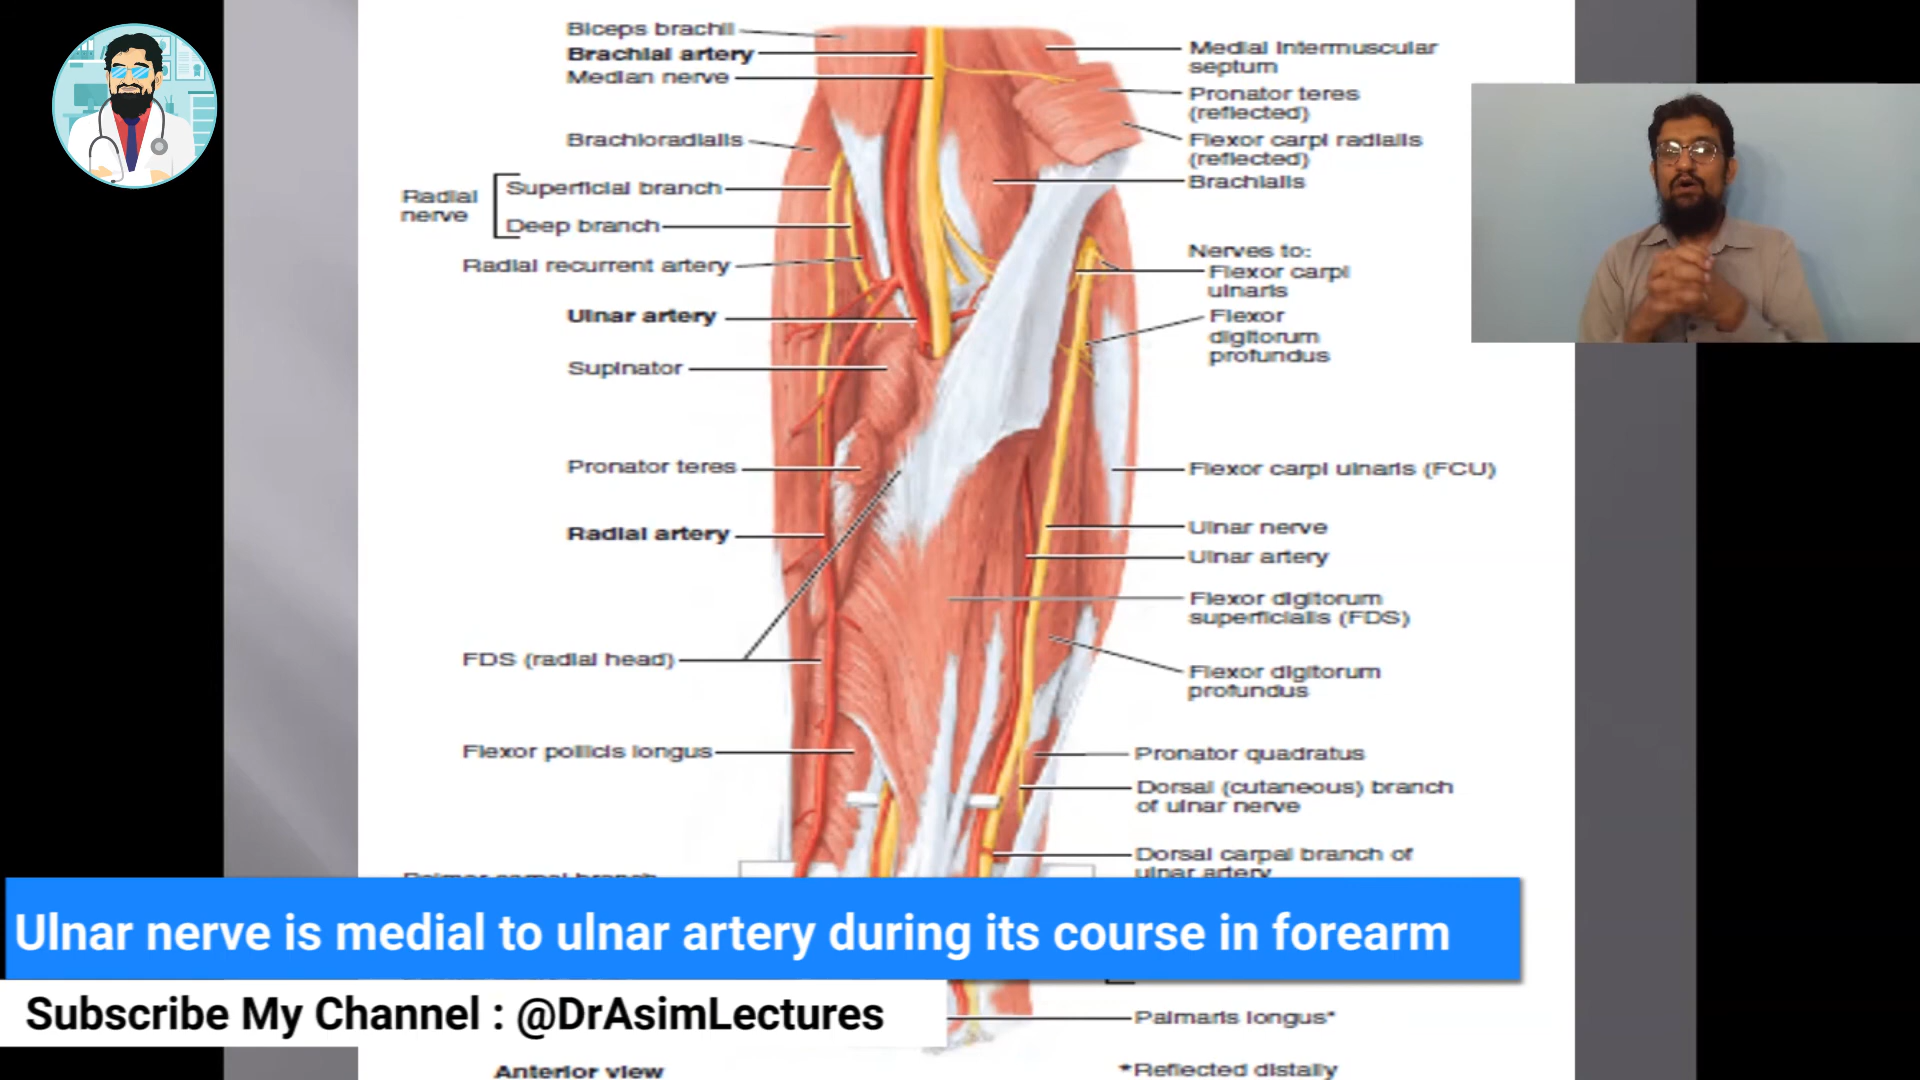 Biceps brachii
Brachial artery
Median nerve
Brachioradialis
Radial
nerve
Superficial branch
Deep branch
Radial recurrent artery
Ulnar artery
Supinator
Pronator teres
Radial artery
FDS (radial head)
Flexor pollicis longus
Medial intermuscular
septum
Pronator teres
(reflected)
Flexor carpi radialis
(reflected)
Brachialis
Nerves to:
Flexor carpi
ulnaris
Flexor
digitorum
profundus
Flexor carpi ulnaris (FCU)
Ulnar nerve
Ulnar artery
Flexor digitorum
superficialis (FDS)
Flexor digitorum
profundus
Pronator quadratus
Dorsal (cutaneous) branch
of ulnar nerve
Dorsal carpal branch of
ulnar artery
Ulnar nerve is medial to ulnar artery during its course in forearm
Subscribe My Channel : @DrAsimLectures
Palmaris longus*
Anterior view
*Reflected distally